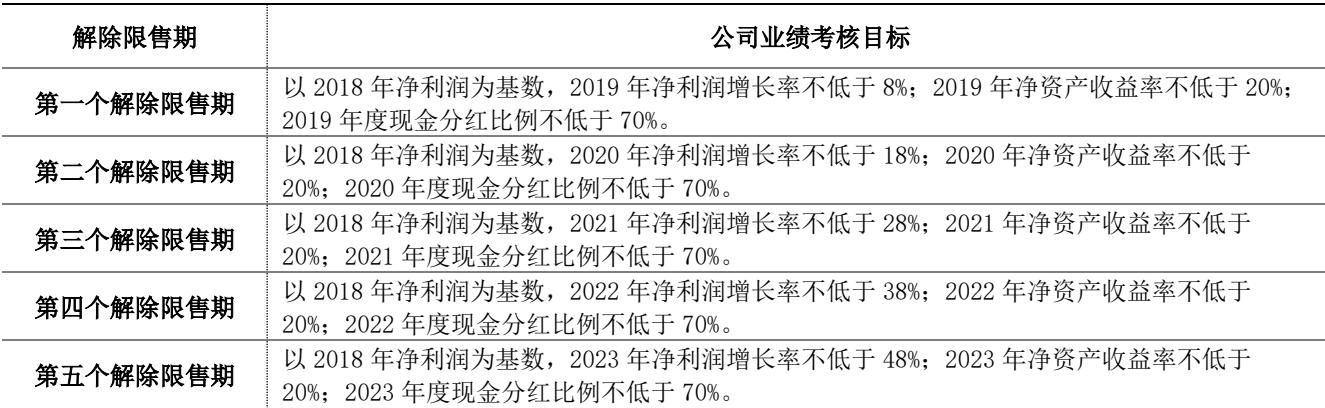 解除限售期 公司业绩考核目标
第一个解除限售期 以 2018 年净利润为基数，2019 年净利润增长率不低于 8%；2019 年净资产收益率不低于 20%；
2019 年度现金分红比例不低于 70%。
第二个解除限售期 以 2018 年净利润为基数，2020 年净利润增长率不低于 18%；2020 年净资产收益率不低于
20%；2020 年度现金分红比例不低于 70%。
第三个解除限售期 以 2018 年净利润为基数，2021 年净利润增长率不低于 28%；2021 年净资产收益率不低于
20%；2021 年度现金分红比例不低于 70%。
第四个解除限售期 以 2018 年净利润为基数，2022 年净利润增长率不低于 38%；2022 年净资产收益率不低于
20%；2022 年度现金分红比例不低于 70%。
第五个解除限售期 以 2018 年净利润为基数，2023 年净利润增长率不低于 48%；2023 年净资产收益率不低于
20%；2023 年度现金分红比例不低于 70%。